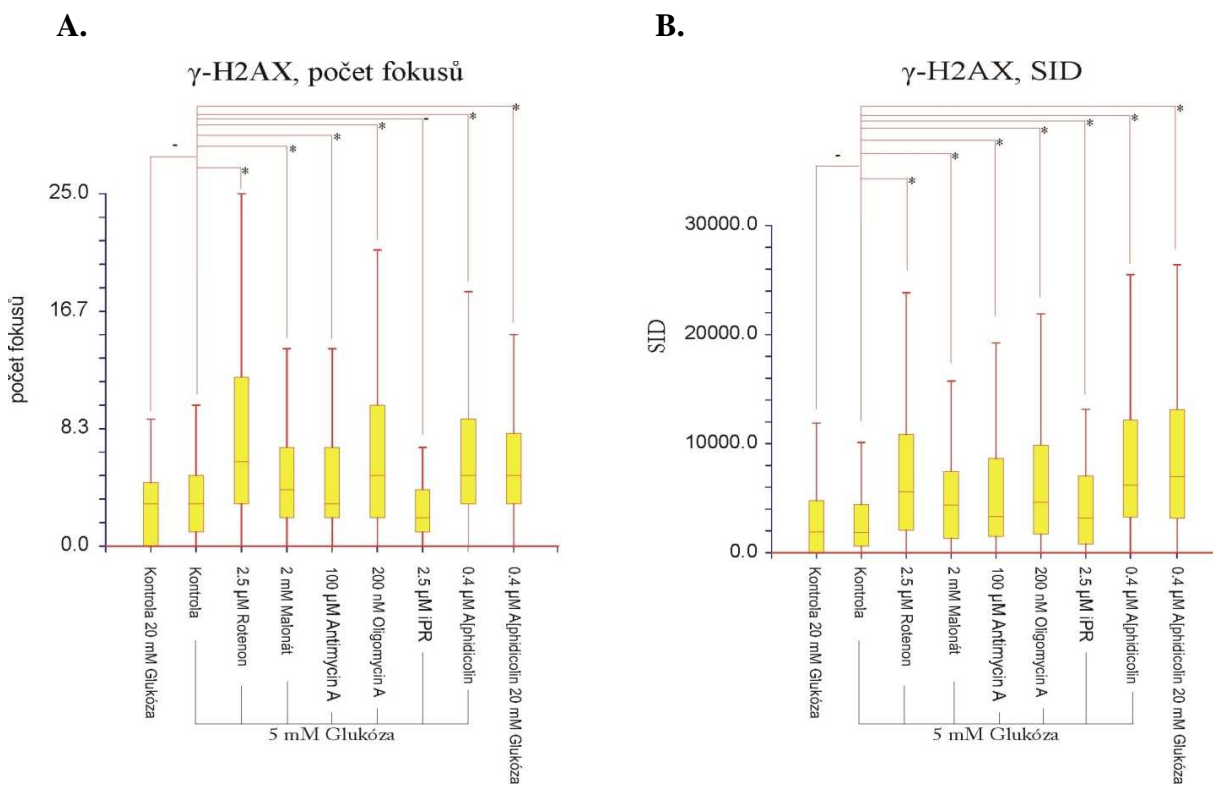 A.
γ-H2AX, počet fokusů
-
*
*
*
*
-
*
*
25.0
16.7
8.3
0.0
počet fokusů
Kontrola 20 mM Glukóza
Kontrola
2.5 µM Rotenon
2 mM Malonát
100 µM Antimycin A
200 nM Oligomycin A
2.5 µM iPR
0.4 µM A[phidicolin
0.4 µM A[phidicolin 20 mM Glukóza
5 mM Glukóza
B.
γ-H2AX, SID
-
*
*
*
*
*
*
*
30000.0
20000.0
10000.0
0.0
SID
Kontrola 20 mM Glukóza
Kontrola
2.5 µM Rotenon
2 mM Malonát
100 µM Antimycin A
200 nM Oligomycin A
2.5 µM iPR
0.4 µM A[phidicolin
0.4 µM A[phidicolin 20 mM Glukóza
5 mM Glukóza